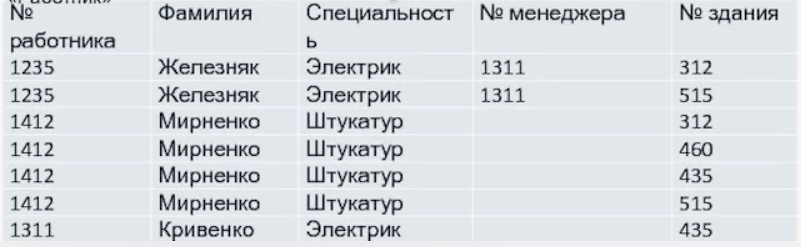 «Работник»
№ работника Фамилия Специальност ь № менеджера № здания
1235 Железняк Электрик 1311 312
1235 Железняк Электрик 1311 515
1412 Мирненко Штукатур 312
1412 Мирненко Штукатур 460
1412 Мирненко Штукатур 435
1412 Мирненко Штукатур 515
1311 Кривенко Электрик 435